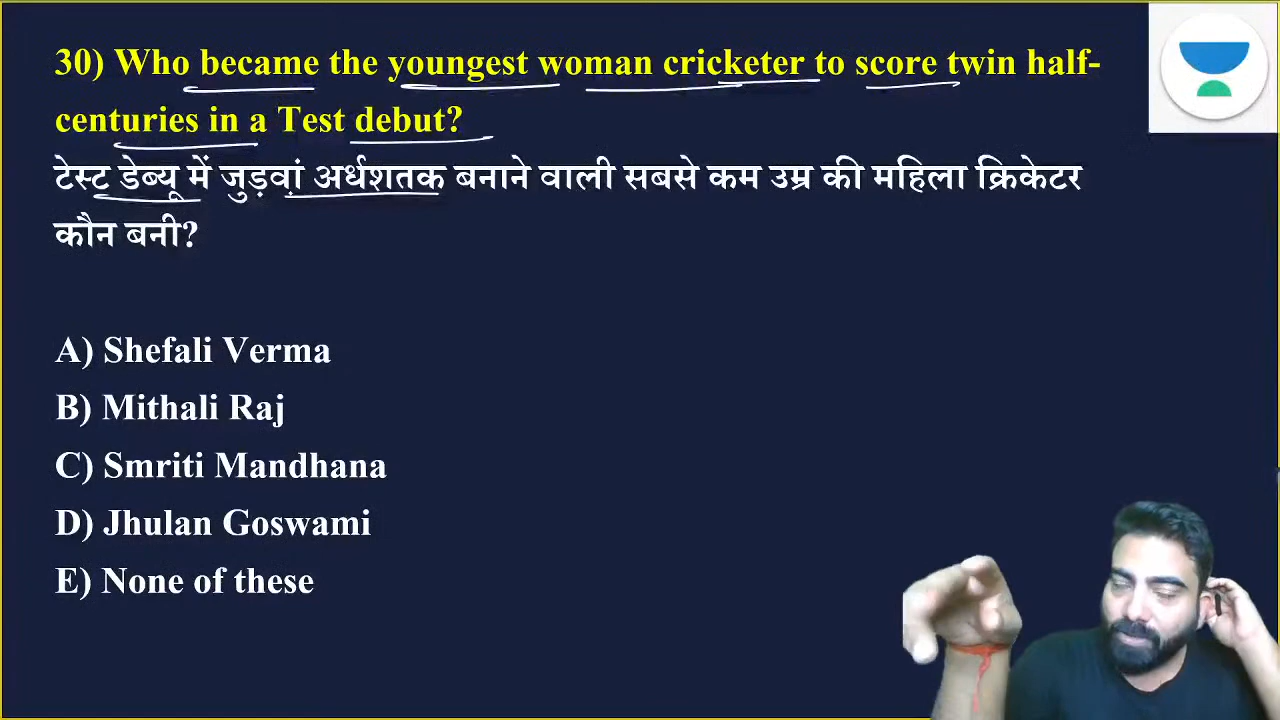 30) Who became the youngest woman cricketer to score twin half-
centuries in a Test debut?
टेस्ट डेब्यू में जुड़वां अर्धशतक बनाने वाली सबसे कम उम्र की महिला क्रिकेटर
कौन बनी?
A) Shefali Verma
B) Mithali Raj
C) Smriti Mandhana
D) Jhulan Goswami
E) None of these